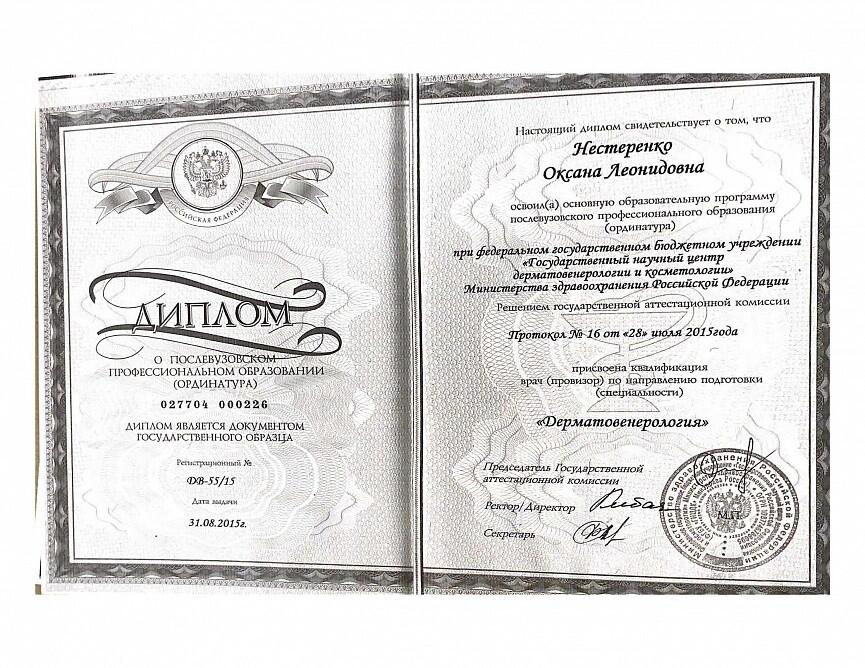 РОССИЙСКАЯ ФЕДЕРАЦИЯ
ДИПЛОМ
О ПОСЛЕВУЗОВСКОМ
ПРОФЕССИОНАЛЬНОМ ОБРАЗОВАНИИ
(ОРДИНАТУРА)
027704 000226
ДИПЛОМ ЯВЛЯЕТСЯ ДОКУМЕНТОМ
ГОСУДАРСТВЕННОГО ОБРАЗЦА
Регистрационный №
ДВ-55/15
Дата выдачи
31.08.2015г.
Настоящий диплом свидетельствует о том, что
Нестеренко
Оксана Леонидовна
освоил(а) основную образовательную программу
послевузовского профессионального образования
(ординатура)
при федеральном государственном бюджетном учреждении
«Государственный научный центр
дерматовенерологии и косметологии»
Министерства здравоохранения Российской Федерации
Решением государственной аттестационной комиссии
Протокол № 16 от «28» июля 2015года
присвоена квалификация
врач (провизор) по направлению подготовки
(специальности)
«Дерматовенерология»
Председатель Государственной
аттестационной комиссии
Ректор/Директор
Секретарь
М.П.
Министерство здравоохранения Российской Федерации